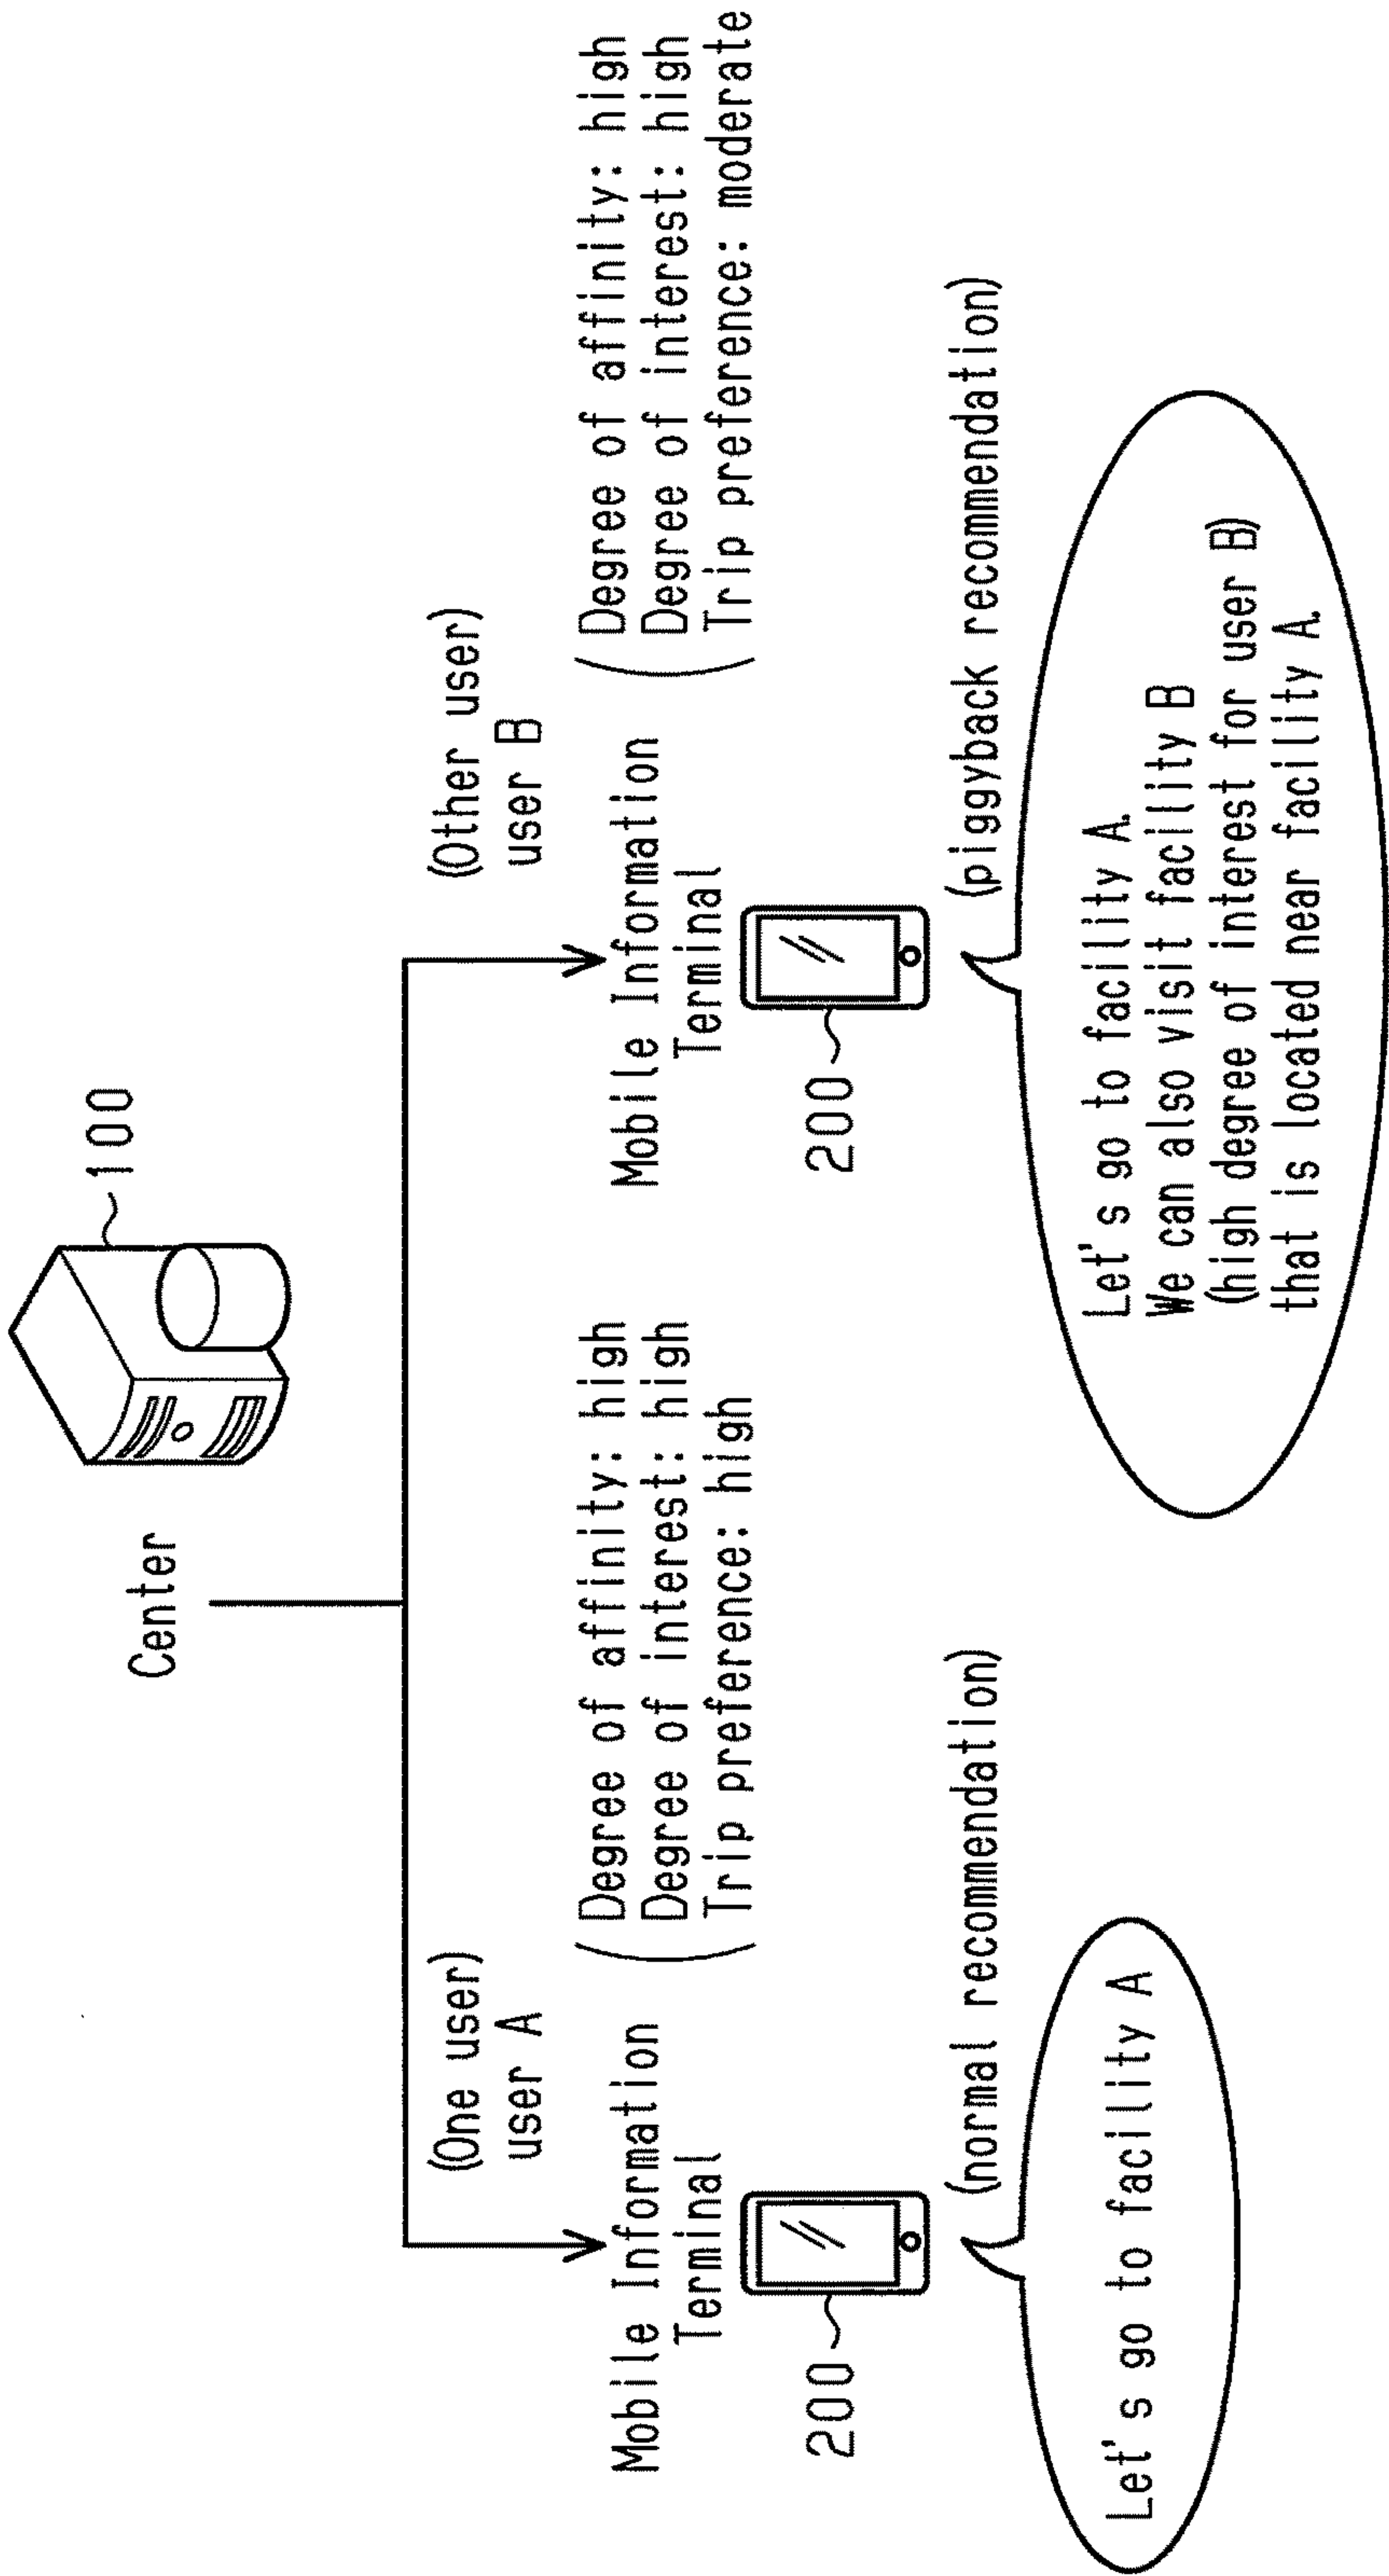 Center
100
(One user)
user A
Mobile Information
Terminal
(Degree of affinity: high
Degree of interest: high
Trip preference: high
200
(normal recommendation)
Let's go to facility A
(Other user)
user B
Mobile Information
Terminal
(Degree of affinity: high
Degree of interest: high
Trip preference: moderate
200
(piggyback recommendation)
Let's go to facility A.
We can also visit facility B
(high degree of interest for user B)
that is located near facility A.